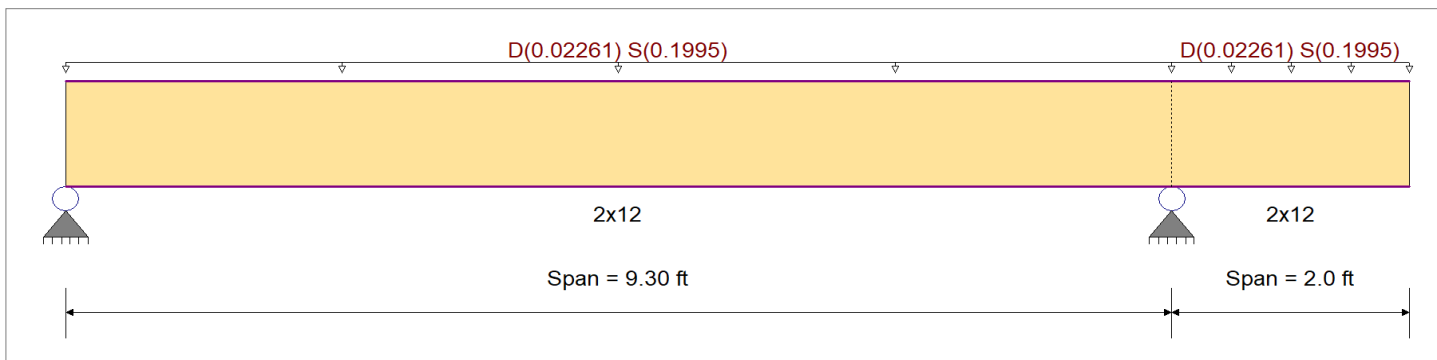 D(0.02261) S(0.1995) D(0.02261) S(0.1995)
2x12 2x12
Span = 9.30 ft Span = 2.0 ft